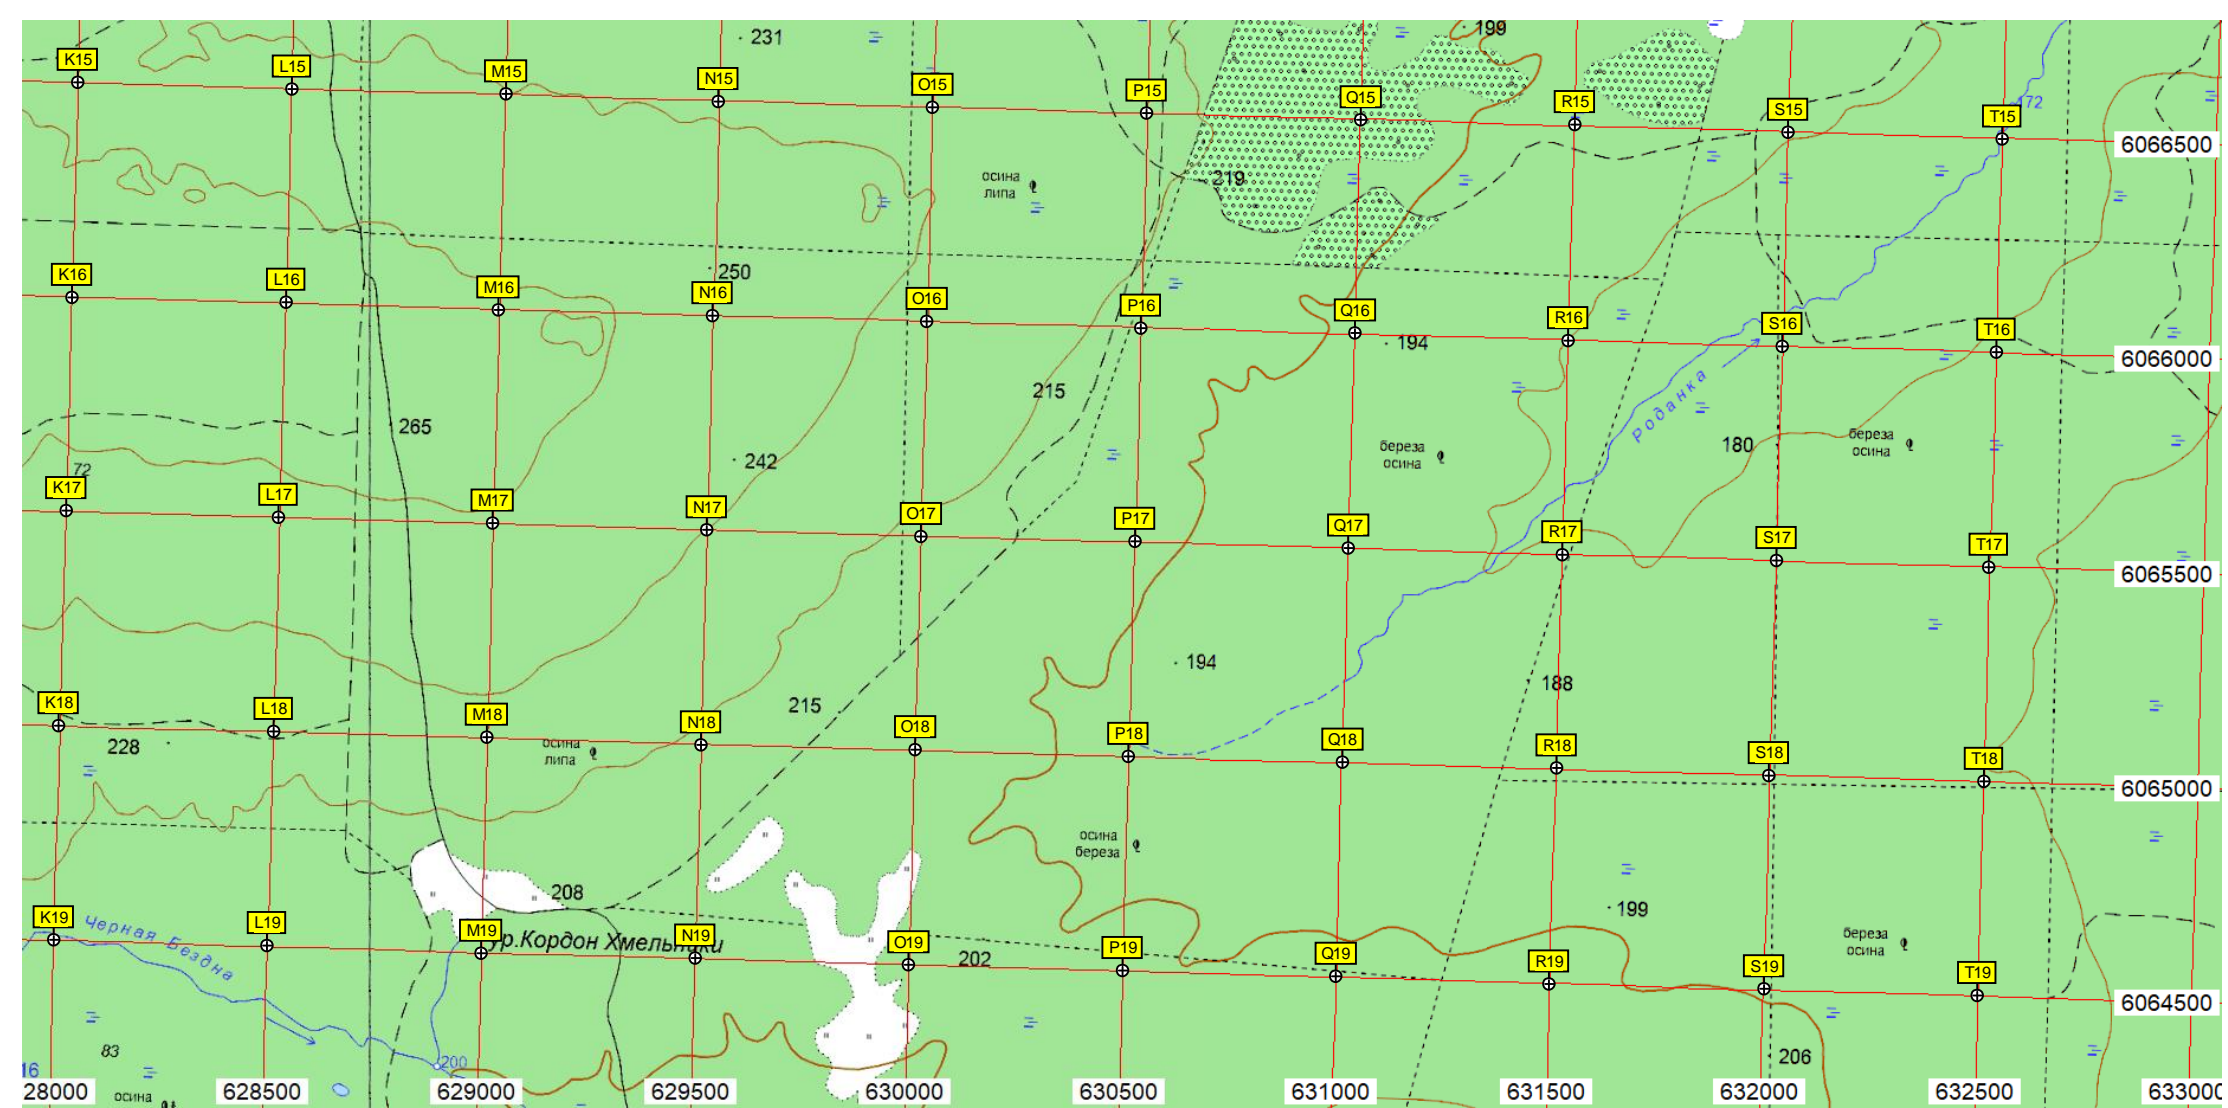 231
199
K15
L15
M15
N15
O15
P15
Q15
R15
S15
T15
172
6066500
осина
липа
219
K16
L16
M16
250
N16
O16
P16
Q16
R16
S16
T16
194
6066000
215
265
Роданка
180
береза
осина
береза
осина
242
72
K17
L17
M17
N17
O17
P17
Q17
R17
S17
T17
6065500
194
188
215
K18
L18
M18
N18
O18
P18
Q18
R18
S18
T18
228
осина
липа
6065000
осина
береза
208
199
K19
L19
M19
N19
O19
P19
Q19
R19
S19
T19
Черная Бездна
ур.Кордон Хмельники
202
береза
осина
6064500
83
200
206
16
28000
628500
629000
629500
630000
630500
631000
631500
632000
632500
633000
осина